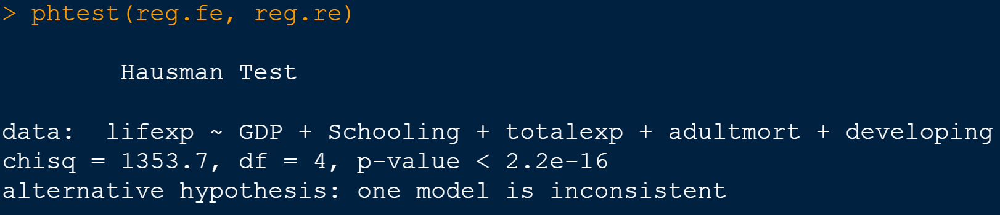 > phtest(reg.fe, reg.re)
Hausman Test
data:  lifexp ~ GDP + Schooling + totalexp + adultmort + developing
chisq = 1353.7, df = 4, p-value < 2.2e-16
alternative hypothesis: one model is inconsistent